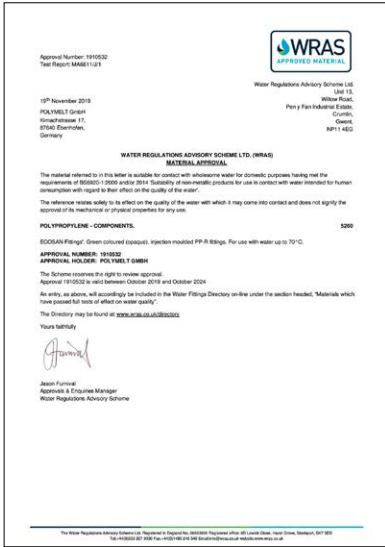 Approval Number: 1910532
Test Report: MA6611/J/1
WRAS
APPROVED MATERIAL
Water Regulations Advisory Scheme Ltd.
Unit 13,
Willow Road,
Pen y Fan Industrial Estate,
Crumlin,
Gwent,
NP11 4EG
19th November 2019
POLYMELT GMBH
Kirnachstrasse 17,
87640 Ebenhofen,
Germany
WATER REGULATIONS ADVISORY SCHEME LTD. (WRAS)
MATERIAL APPROVAL
The material referred to in this letter is suitable for contact with wholesome water for domestic purposes having met the
requirements of BS6920-1:2000 and/or 2014 'Suitability of non-metallic products for use in contact with water intended for human
consumption with regard to their effect on the quality of the water'.
The reference relates solely to its effect on the quality of the water with which it may come into contact and does not signify the
approval of its mechanical or physical properties for any use.
POLYPROPYLENE - COMPONENTS. 5260
'EGOSAN Fittings'. Green coloured (opaque), injection moulded PP-R fittings. For use with water up to 70°C.
APPROVAL NUMBER: 1910532
APPROVAL HOLDER: POLYMELT GMBH
The Scheme reserves the right to review approval.
Approval 1910532 is valid between October 2019 and October 2024
An entry, as above, will accordingly be included in the Water Fittings Directory on-line under the section headed, "Materials which
have passed full tests of effect on water quality".
The Directory may be found at: www.wras.co.uk/directory
Yours faithfully
Jason Furnival
Approvals & Enquiries Manager
Water Regulations Advisory Scheme